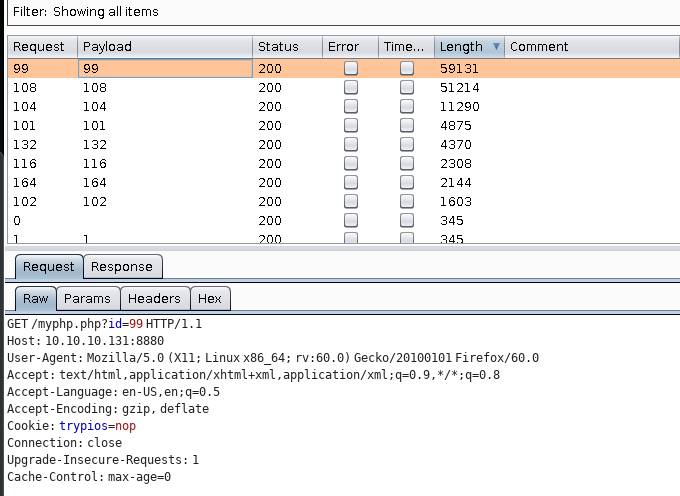 Filter: Showing all items
Request Payload Status Error Time... Length ▼ Comment
99 99 200 59131
108 108 200 51214
104 104 200 11290
101 101 200 4875
132 132 200 4370
116 116 200 2308
164 164 200 2144
102 102 200 1603
0 200 345
1 1 200 345
Request Response
Raw Params Headers Hex
GET /myphp.php?id=99 HTTP/1.1
Host: 10.10.10.131:8880
User-Agent: Mozilla/5.0 (X11; Linux x86_64; rv:60.0) Gecko/20100101 Firefox/60.0
Accept: text/html,application/xhtml+xml,application/xml;q=0.9,*/*;q=0.8
Accept-Language: en-US,en;q=0.5
Accept-Encoding: gzip, deflate
Cookie: trypios=nop
Connection: close
Upgrade-Insecure-Requests: 1
Cache-Control: max-age=0